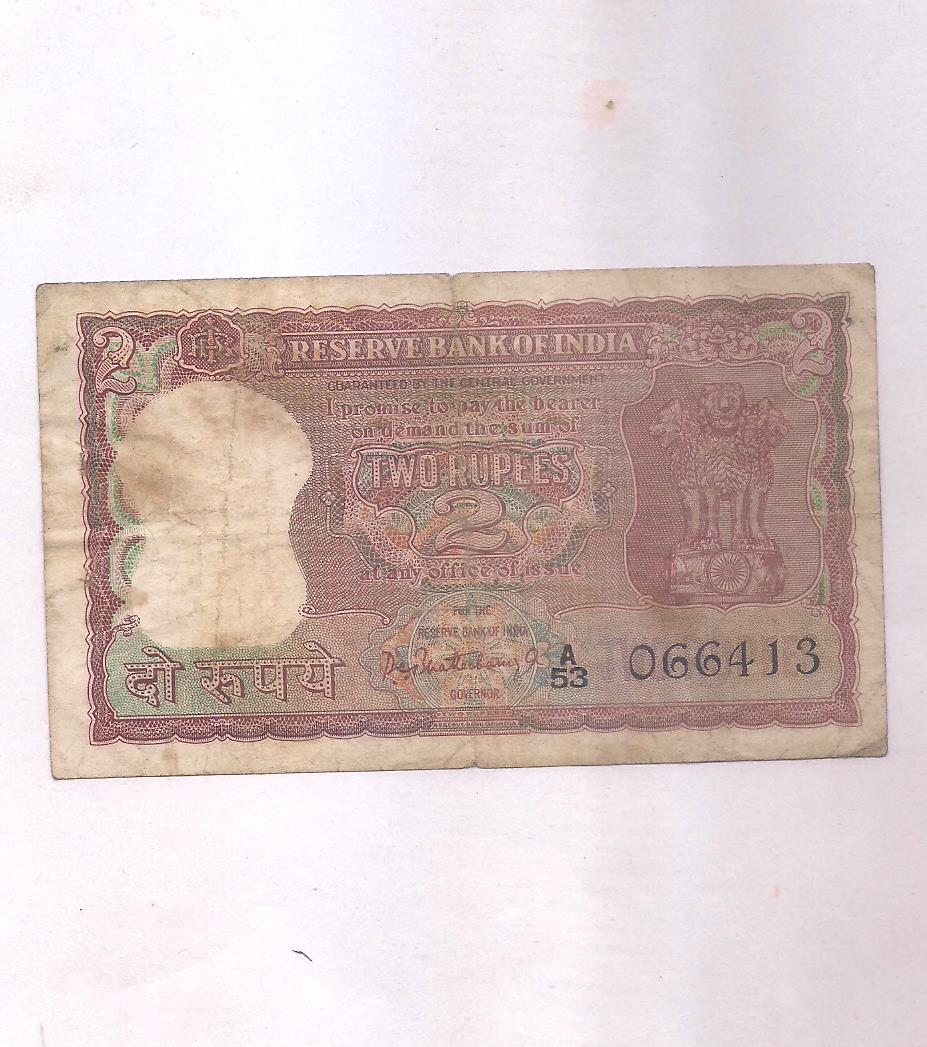 2 RESERVE BANK OF INDIA 2
GUARANTEED BY THE CENTRAL GOVERNMENT
I promise to pay the bearer
on demand the sum of
TWO RUPEES
2
at any office of issue
FOR THE
RESERVE BANK OF INDIA
GOVERNOR
दो रुपये
A
53
066413